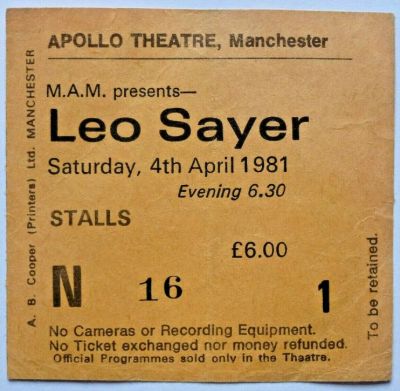 APOLLO THEATRE, Manchester
M.A.M. presents—
Leo Sayer
Saturday, 4th April 1981
Evening 6.30
STALLS
£6.00
N 16 1
No Cameras or Recording Equipment.
No Ticket exchanged nor money refunded.
Official Programmes sold only in the Theatre.
A. B. Cooper (Printers) Ltd. MANCHESTER
To be retained.